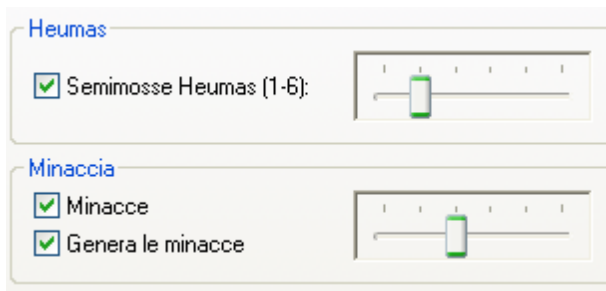 Heumas
Semimosse Heumas (1-6):
Minaccia
Minacce
Genera le minacce